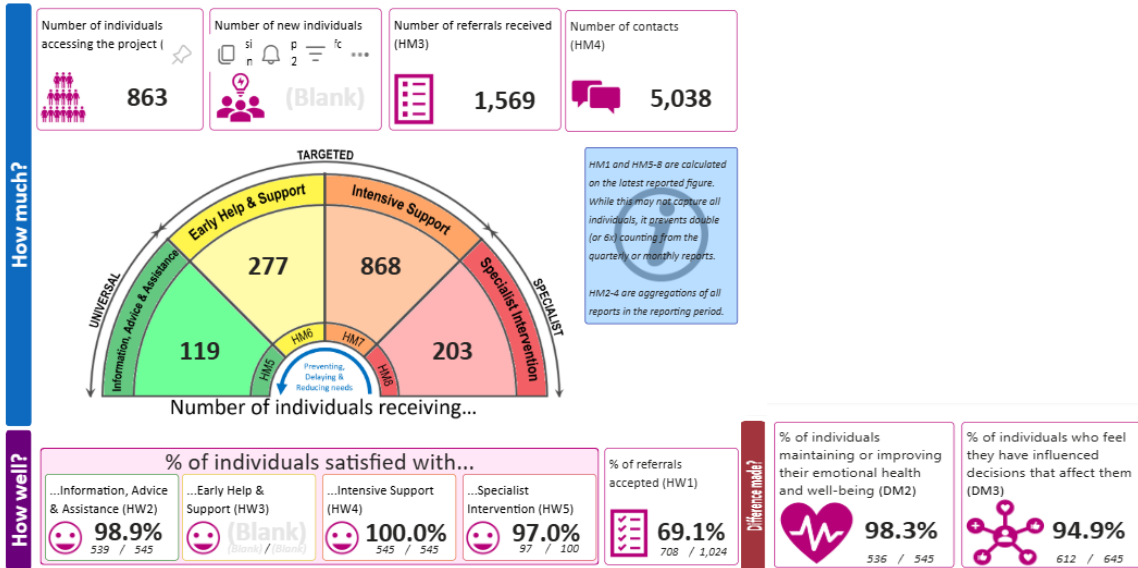 How much?
Number of individuals
accessing the project (
863
Number of new individuals
si
n
p
2
(Blank)
Number of referrals received
(HM3)
1,569
Number of contacts
(HM4)
5,038
TARGETED
UNIVERSAL
SPECIALIST
Information, Advice & Assistance
Early Help & Support
Intensive Support
Specialist Intervention
119
277
868
203
HM5
HM6
HM7
HM8
Preventing,
Delaying &
Reducing needs
Number of individuals receiving...
HM1 and HM5-8 are calculated
on the latest reported figure.
While this may not capture all
individuals, it prevents double
(or 6x) counting from the
quarterly or monthly reports.
HM2-4 are aggregations of all
reports in the reporting period.
How well?
% of individuals satisfied with...
...Information, Advice
& Assistance (HW2)
98.9%
539 / 545
...Early Help &
Support (HW3)
(Blank)
(Blank) / (Blank)
...Intensive Support
(HW4)
100.0%
545 / 545
...Specialist
Intervention (HW5)
97.0%
97 / 100
% of referrals
accepted (HW1)
69.1%
708 / 1,024
Difference made?
% of individuals
maintaining or improving
their emotional health
and well-being (DM2)
98.3%
536 / 545
% of individuals who feel
they have influenced
decisions that affect them
(DM3)
94.9%
612 / 645